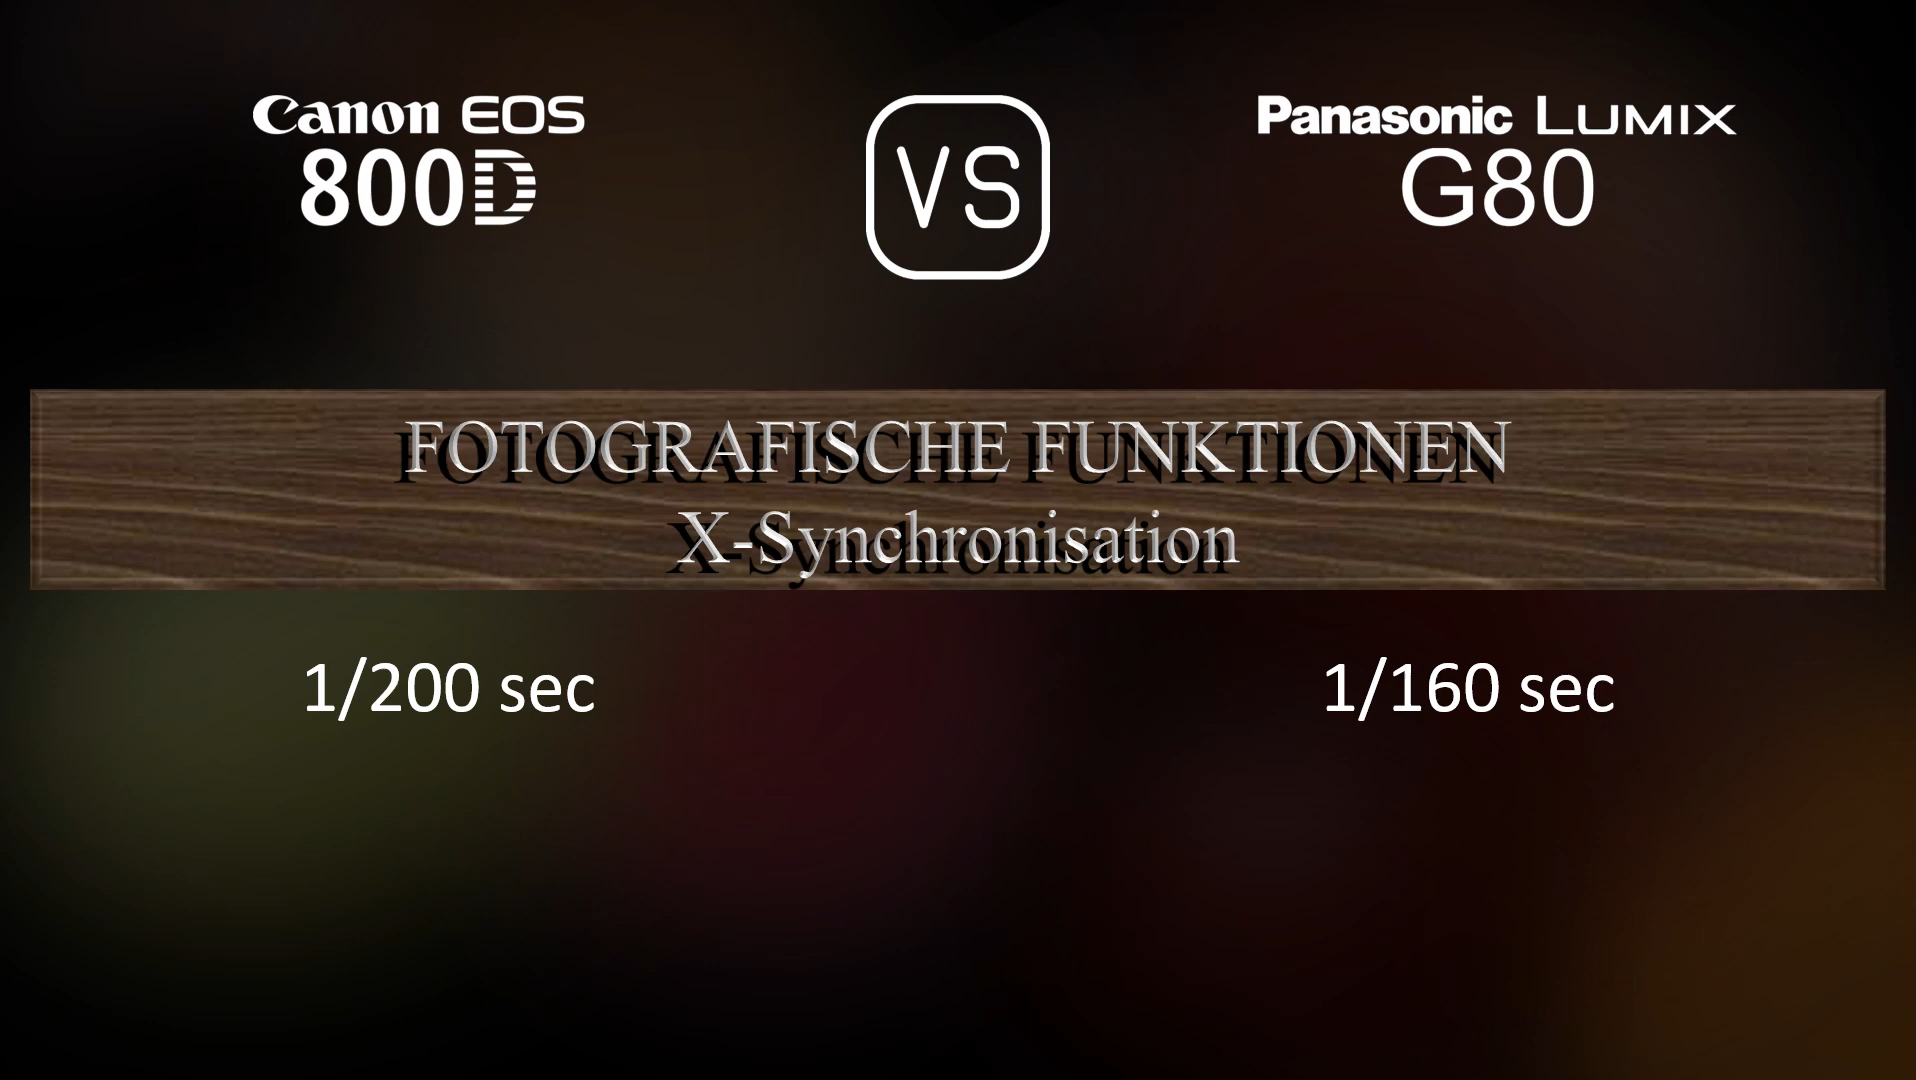 Canon EOS
800D
VS
Panasonic LUMIX
G80
FOTOGRAFISCHE FUNKTIONEN
X-Synchronisation
1/200 sec
1/160 sec